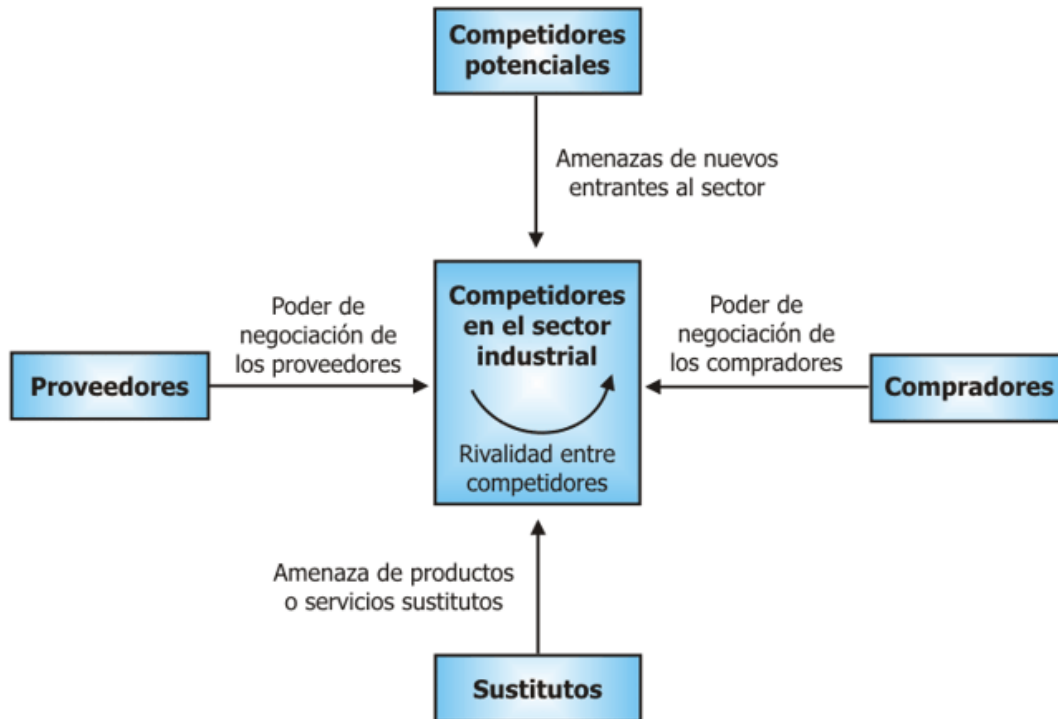 Competidores
potenciales
Amenazas de nuevos
entrantes al sector
Poder de
negociación de
los proveedores
Proveedores
Competidores
en el sector
industrial
Rivalidad entre
competidores
Poder de
negociación de
los compradores
Compradores
Amenaza de productos
o servicios sustitutos
Sustitutos